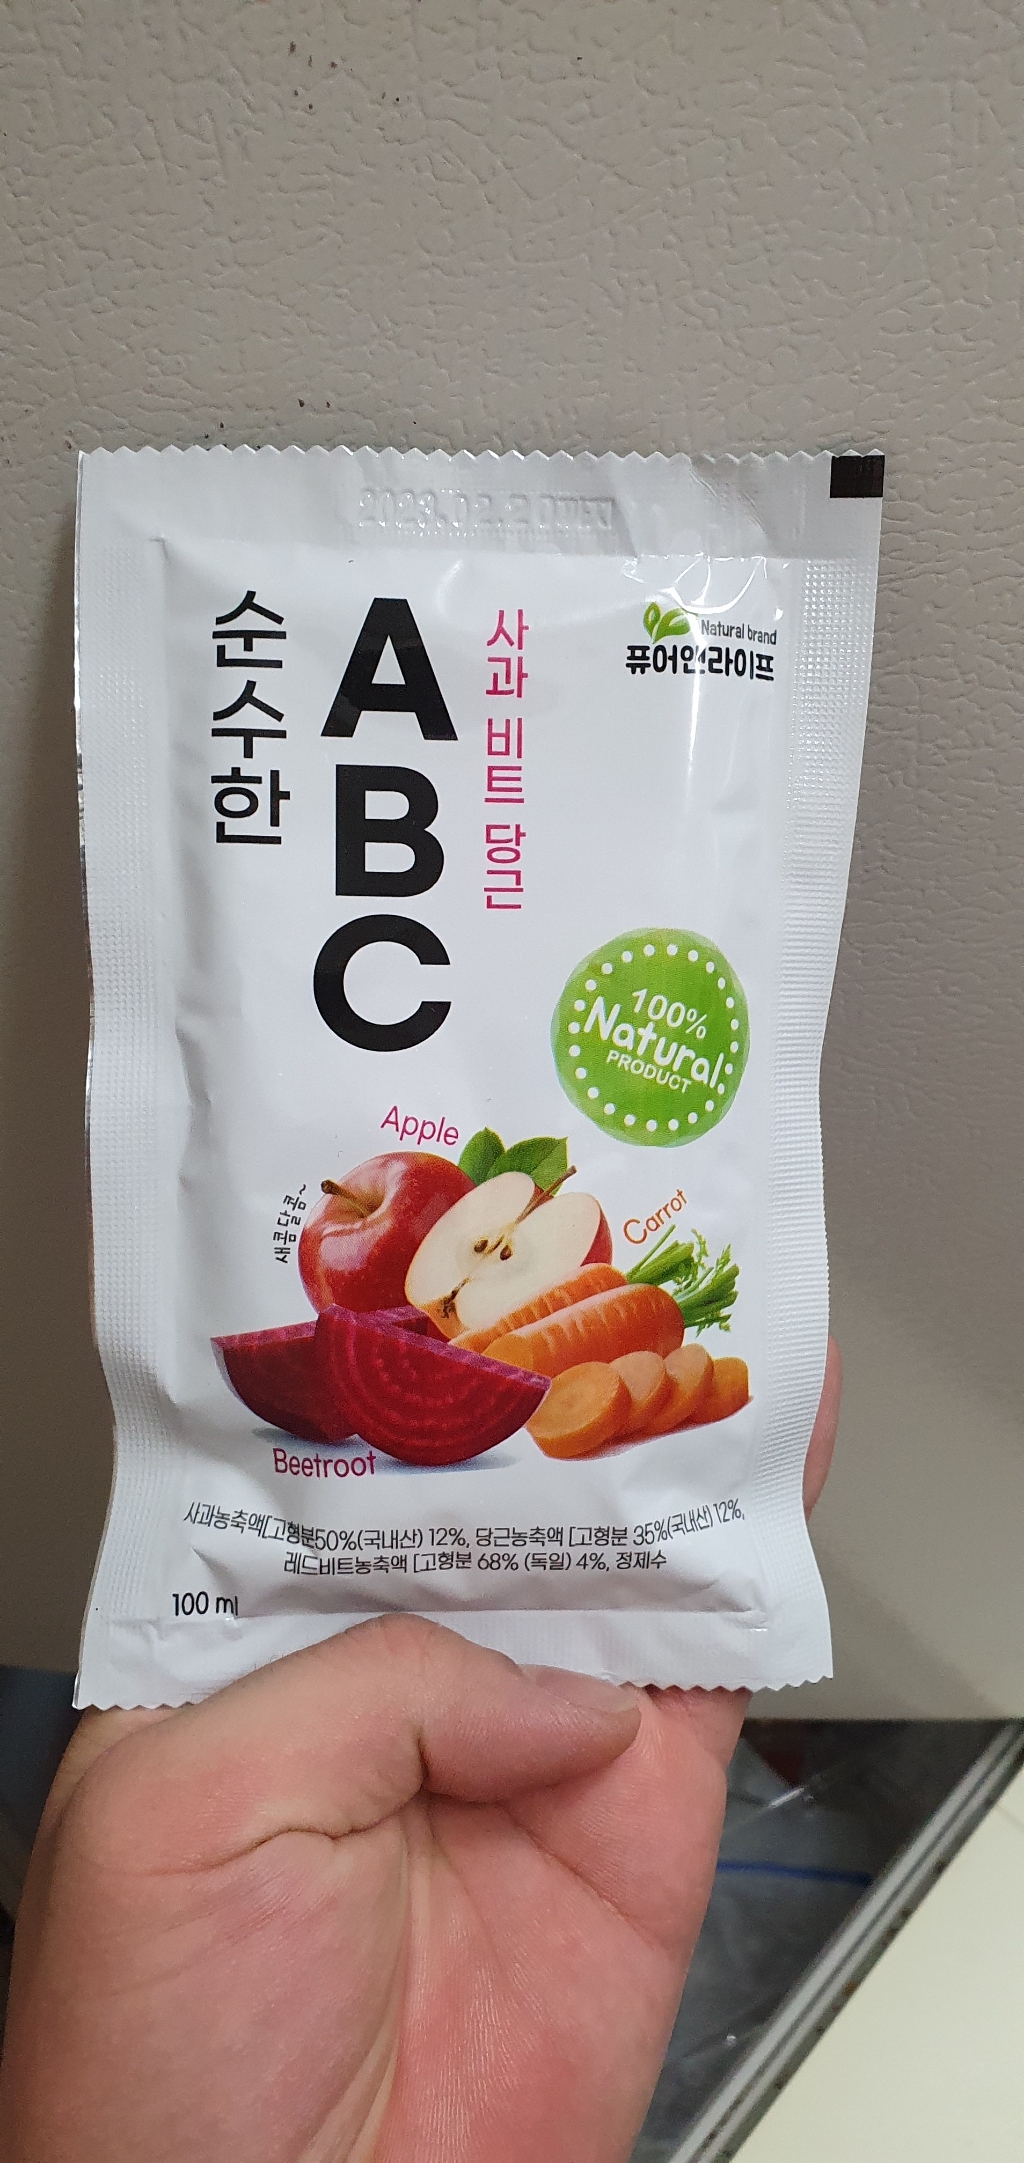 2023.02.20까지
순수한
ABC
사과 비트 당근
Natural brand
퓨어앤라이프
100%
Natural
PRODUCT
Apple
새콤달콤~
Carrot
Beetroot
사과농축액[고형분50%(국내산) 12%, 당근농축액 [고형분 35%(국내산) 12%,
레드비트농축액 [고형분 68% (독일) 4%, 정제수
100 ml